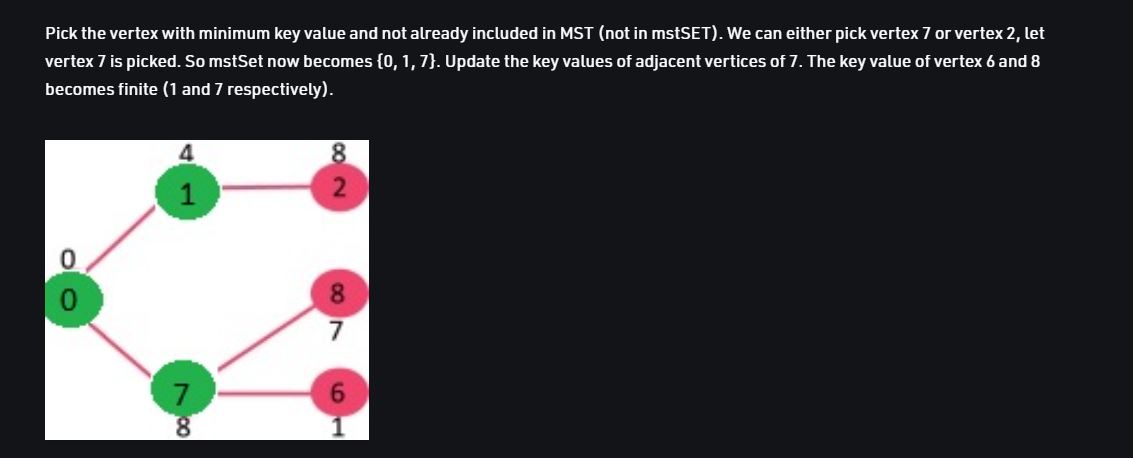 Pick the vertex with minimum key value and not already included in MST (not in mstSET). We can either pick vertex 7 or vertex 2, let
vertex 7 is picked. So mstSet now becomes {0, 1, 7}. Update the key values of adjacent vertices of 7. The key value of vertex 6 and 8
becomes finite (1 and 7 respectively).
4 8
1 2
0
0 8
7
7 6
8 1